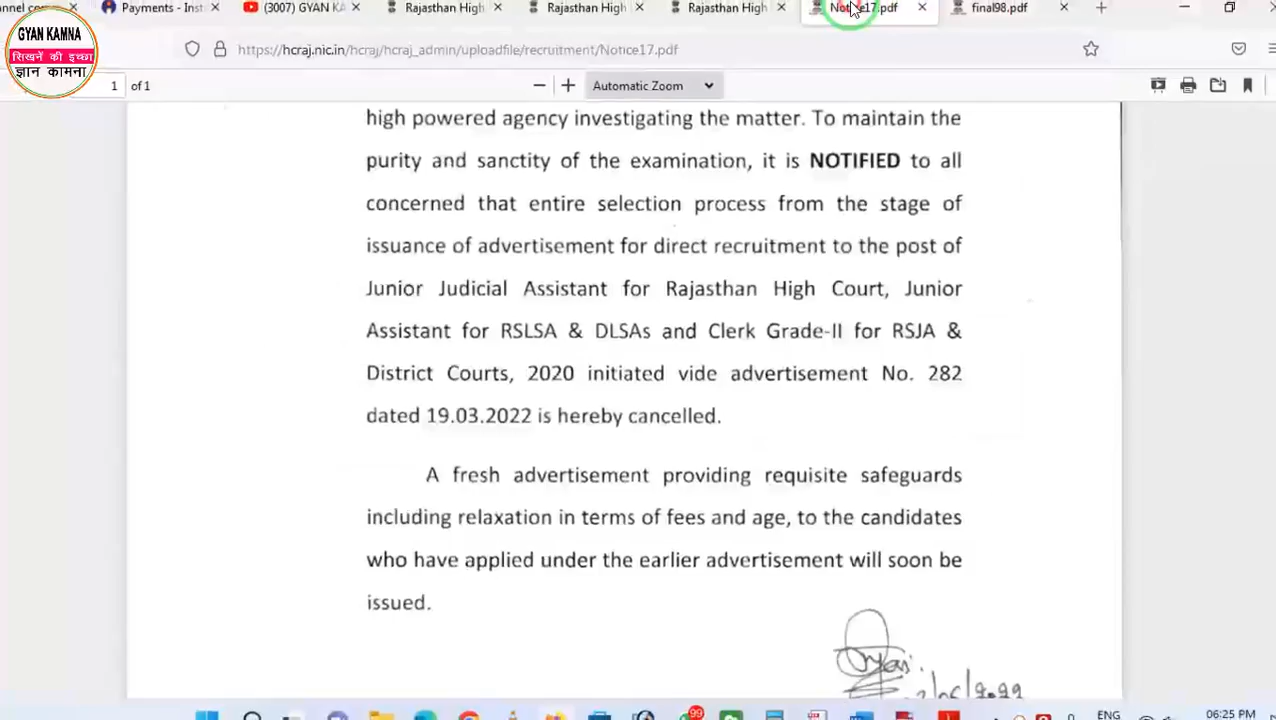 annel co
Payments - Inst
(3007) GYAN KA
Rajasthan High
Rajasthan High
Rajasthan High
Notice17.pdf
final98.pdf
GYAN KAMNA
सिखनें की इच्छा
ज्ञान कामना
https://hcraj.nic.in/hcraj/hcraj_admin/uploadfile/recruitment/Notice17.pdf
1 of 1
Automatic Zoom
high powered agency investigating the matter. To maintain the
purity and sanctity of the examination, it is NOTIFIED to all
concerned that entire selection process from the stage of
issuance of advertisement for direct recruitment to the post of
Junior Judicial Assistant for Rajasthan High Court, Junior
Assistant for RSLSA & DLSAs and Clerk Grade-II for RSJA &
District Courts, 2020 initiated vide advertisement No. 282
dated 19.03.2022 is hereby cancelled.
A fresh advertisement providing requisite safeguards
including relaxation in terms of fees and age, to the candidates
who have applied under the earlier advertisement will soon be
issued.
99
ENG
06:25 PM